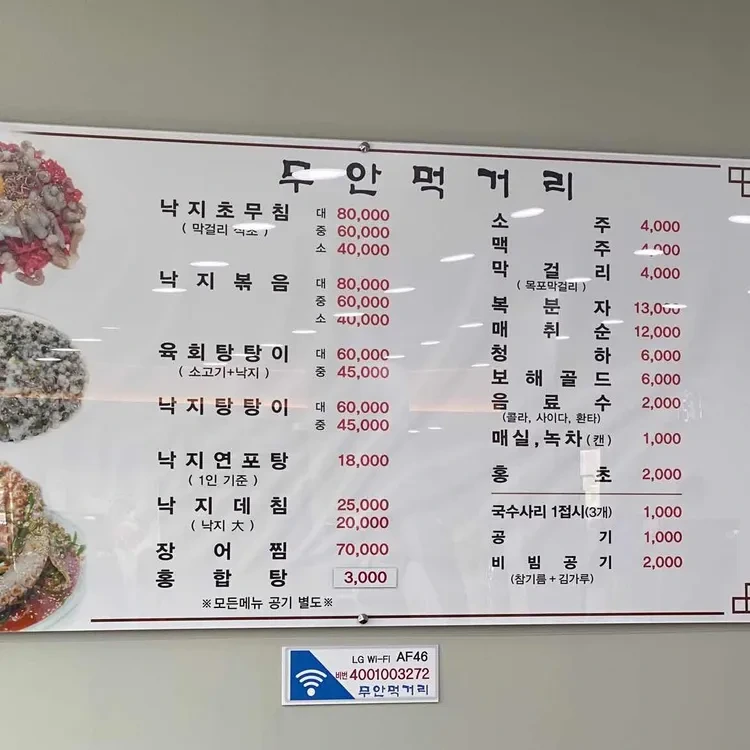 무안먹거리
낙지초무침 대 80,000
( 막걸리 식초 ) 중 60,000
소 40,000
낙지볶음 대 80,000
중 60,000
소 40,000
육회탕탕이 대 60,000
( 소고기+낙지 ) 중 45,000
낙지탕탕이 대 60,000
중 45,000
낙지연포탕 18,000
( 1인 기준 )
낙지데침 25,000
( 낙지 大 ) 20,000
장어찜 70,000
홍합탕 3,000
※모든메뉴 공기 별도※
소주 4,000
맥주 4,000
막걸리 4,000
( 목포막걸리 )
복분자 13,000
매취순 12,000
청하 6,000
보해골드 6,000
음료수 2,000
(콜라, 사이다, 환타)
매실,녹차(캔) 1,000
홍초 2,000
국수사리 1접시(3개) 1,000
공기 1,000
비빔공기 2,000
(참기름+김가루)
LG Wi-Fi AF46
비번 4001003272
무안먹거리